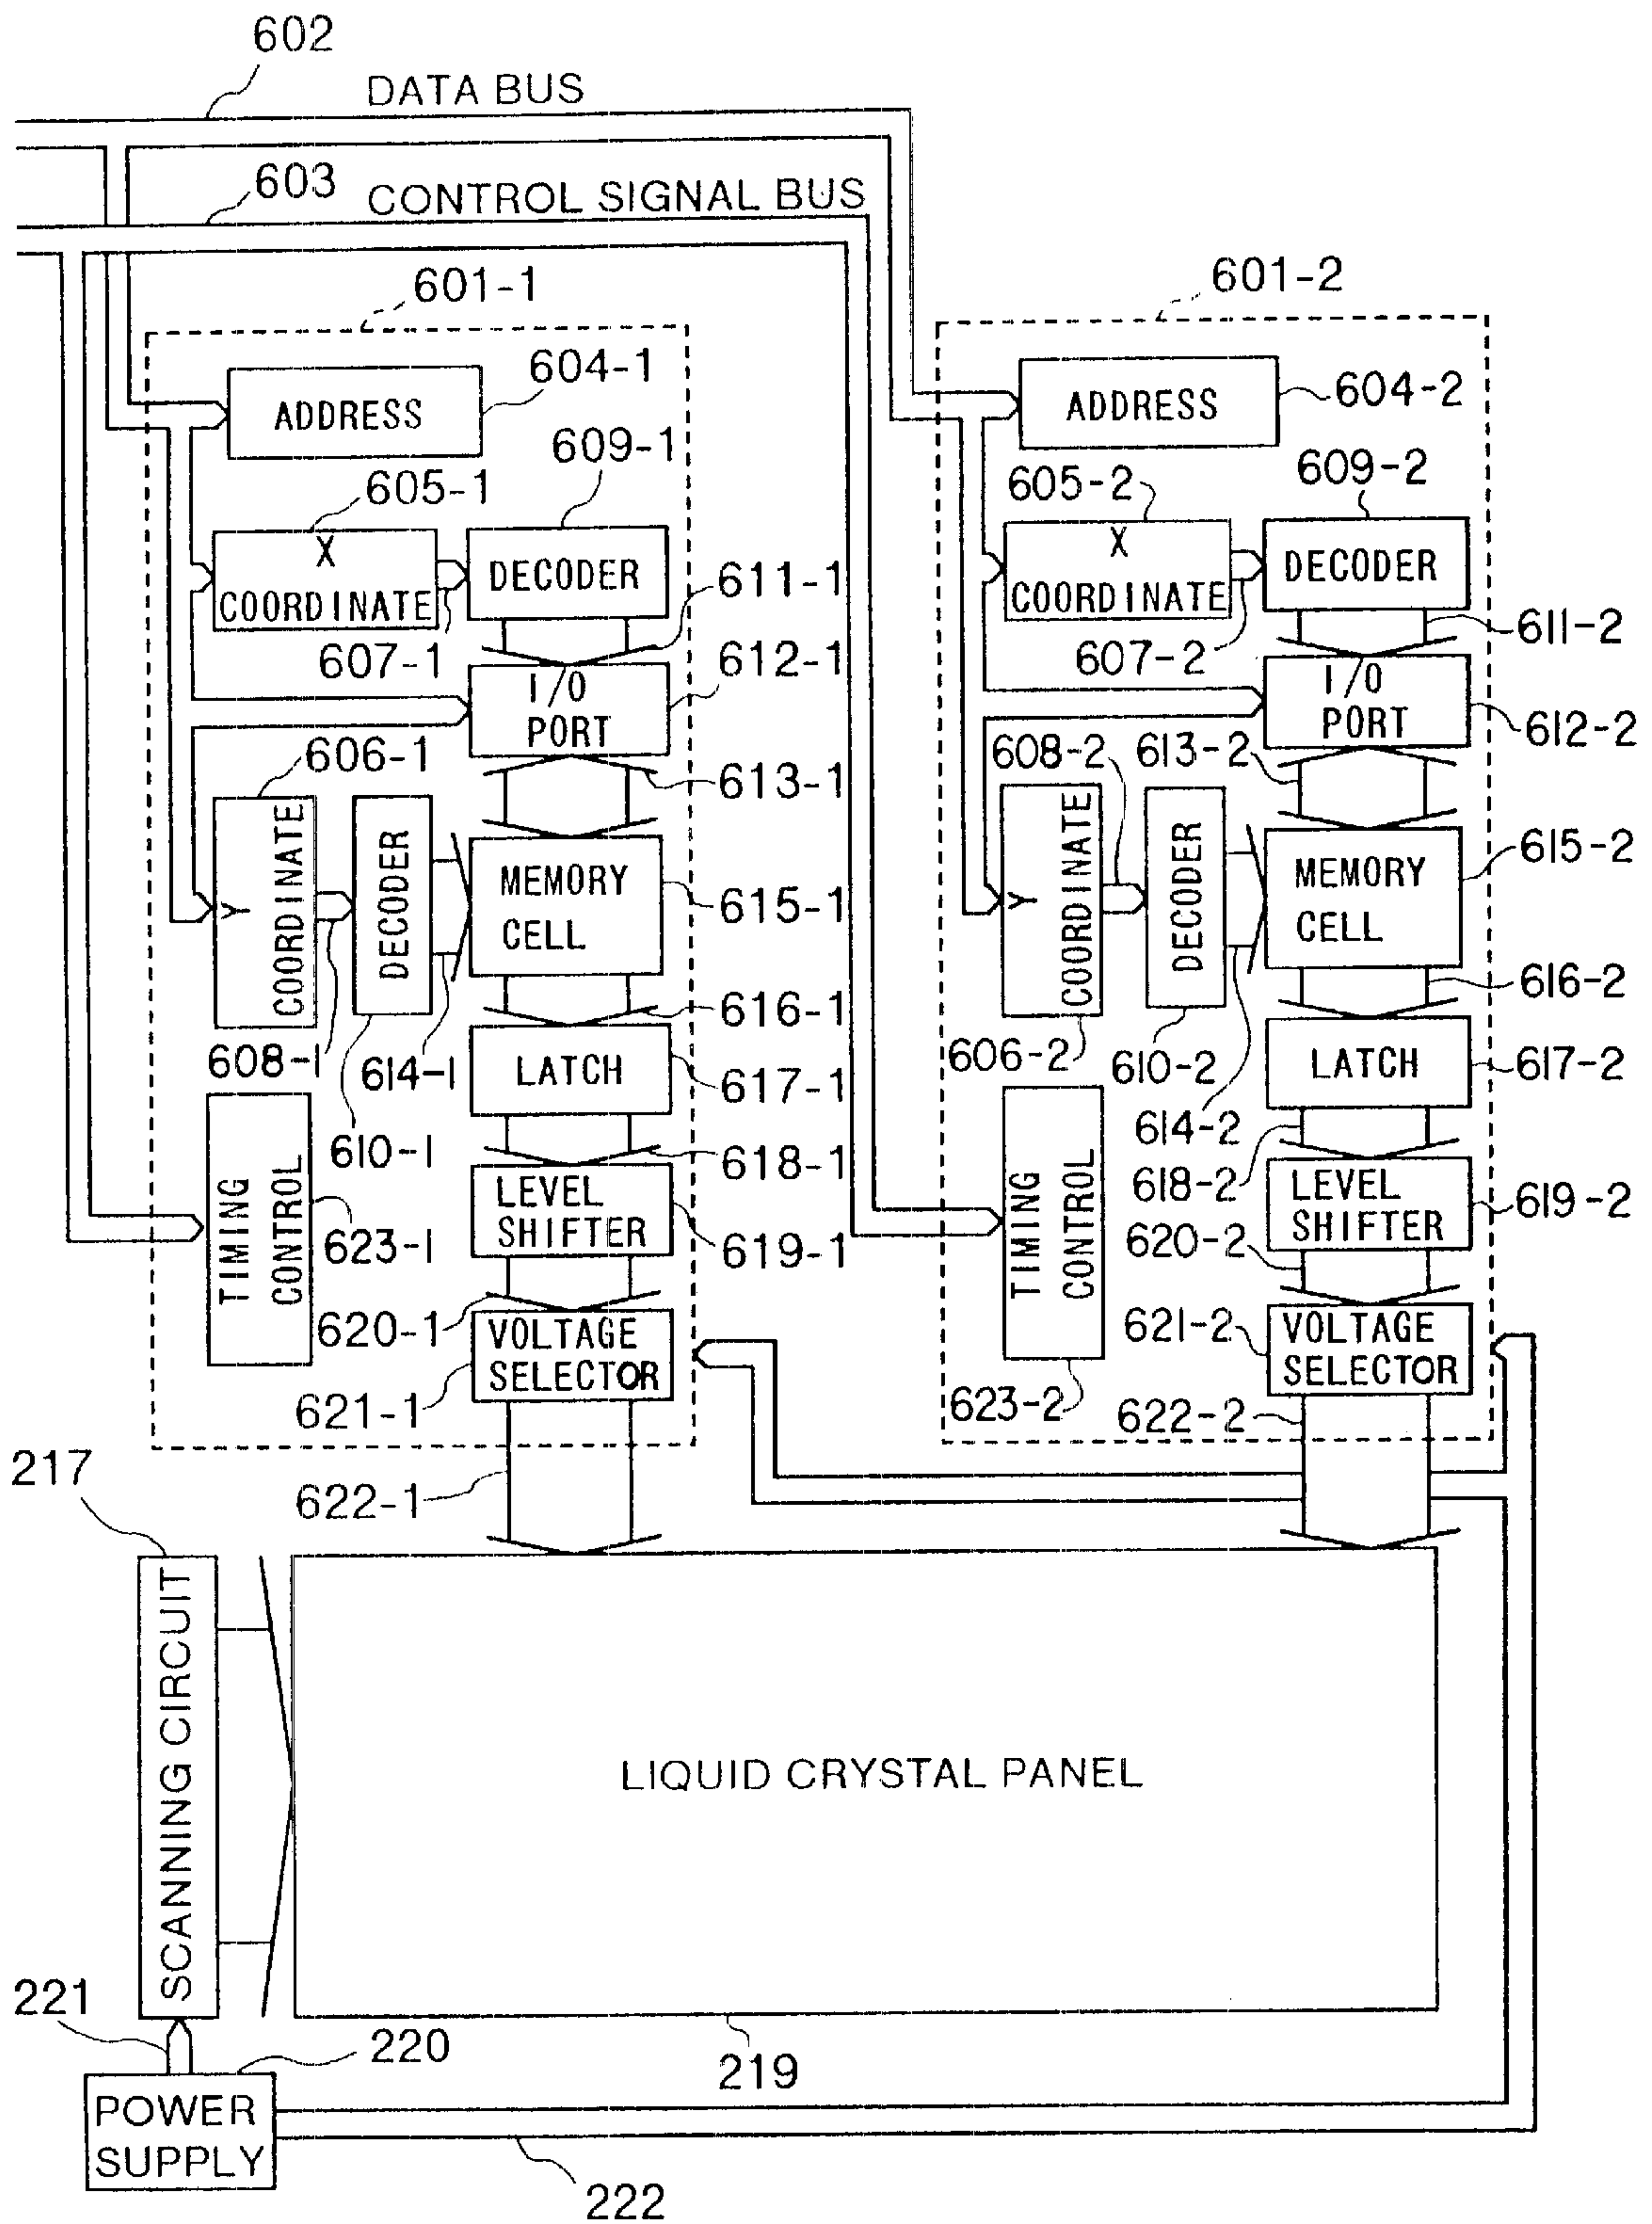 602
DATA BUS
603
CONTROL SIGNAL BUS
601-1
601-2
604-1
ADDRESS
604-2
ADDRESS
609-1
605-1
X
COORDINATE
DECODER
611-1
607-1
612-1
I/O
PORT
606-1
613-1
Y
COORDINATE
DECODER
MEMORY
CELL
615-1
616-1
608-1
614-1
LATCH
617-1
610-1
618-1
TIMING
CONTROL
LEVEL
SHIFTER
623-1
619-1
620-1
VOLTAGE
SELECTOR
621-1
622-1
609-2
605-2
X
COORDINATE
DECODER
611-2
607-2
I/O
PORT
612-2
608-2
613-2
Y
COORDINATE
DECODER
MEMORY
CELL
615-2
616-2
606-2
610-2
LATCH
617-2
614-2
618-2
TIMING
CONTROL
LEVEL
SHIFTER
619-2
620-2
621-2
VOLTAGE
SELECTOR
623-2
622-2
217
SCANNING CIRCUIT
LIQUID CRYSTAL PANEL
221
220
219
POWER
SUPPLY
222